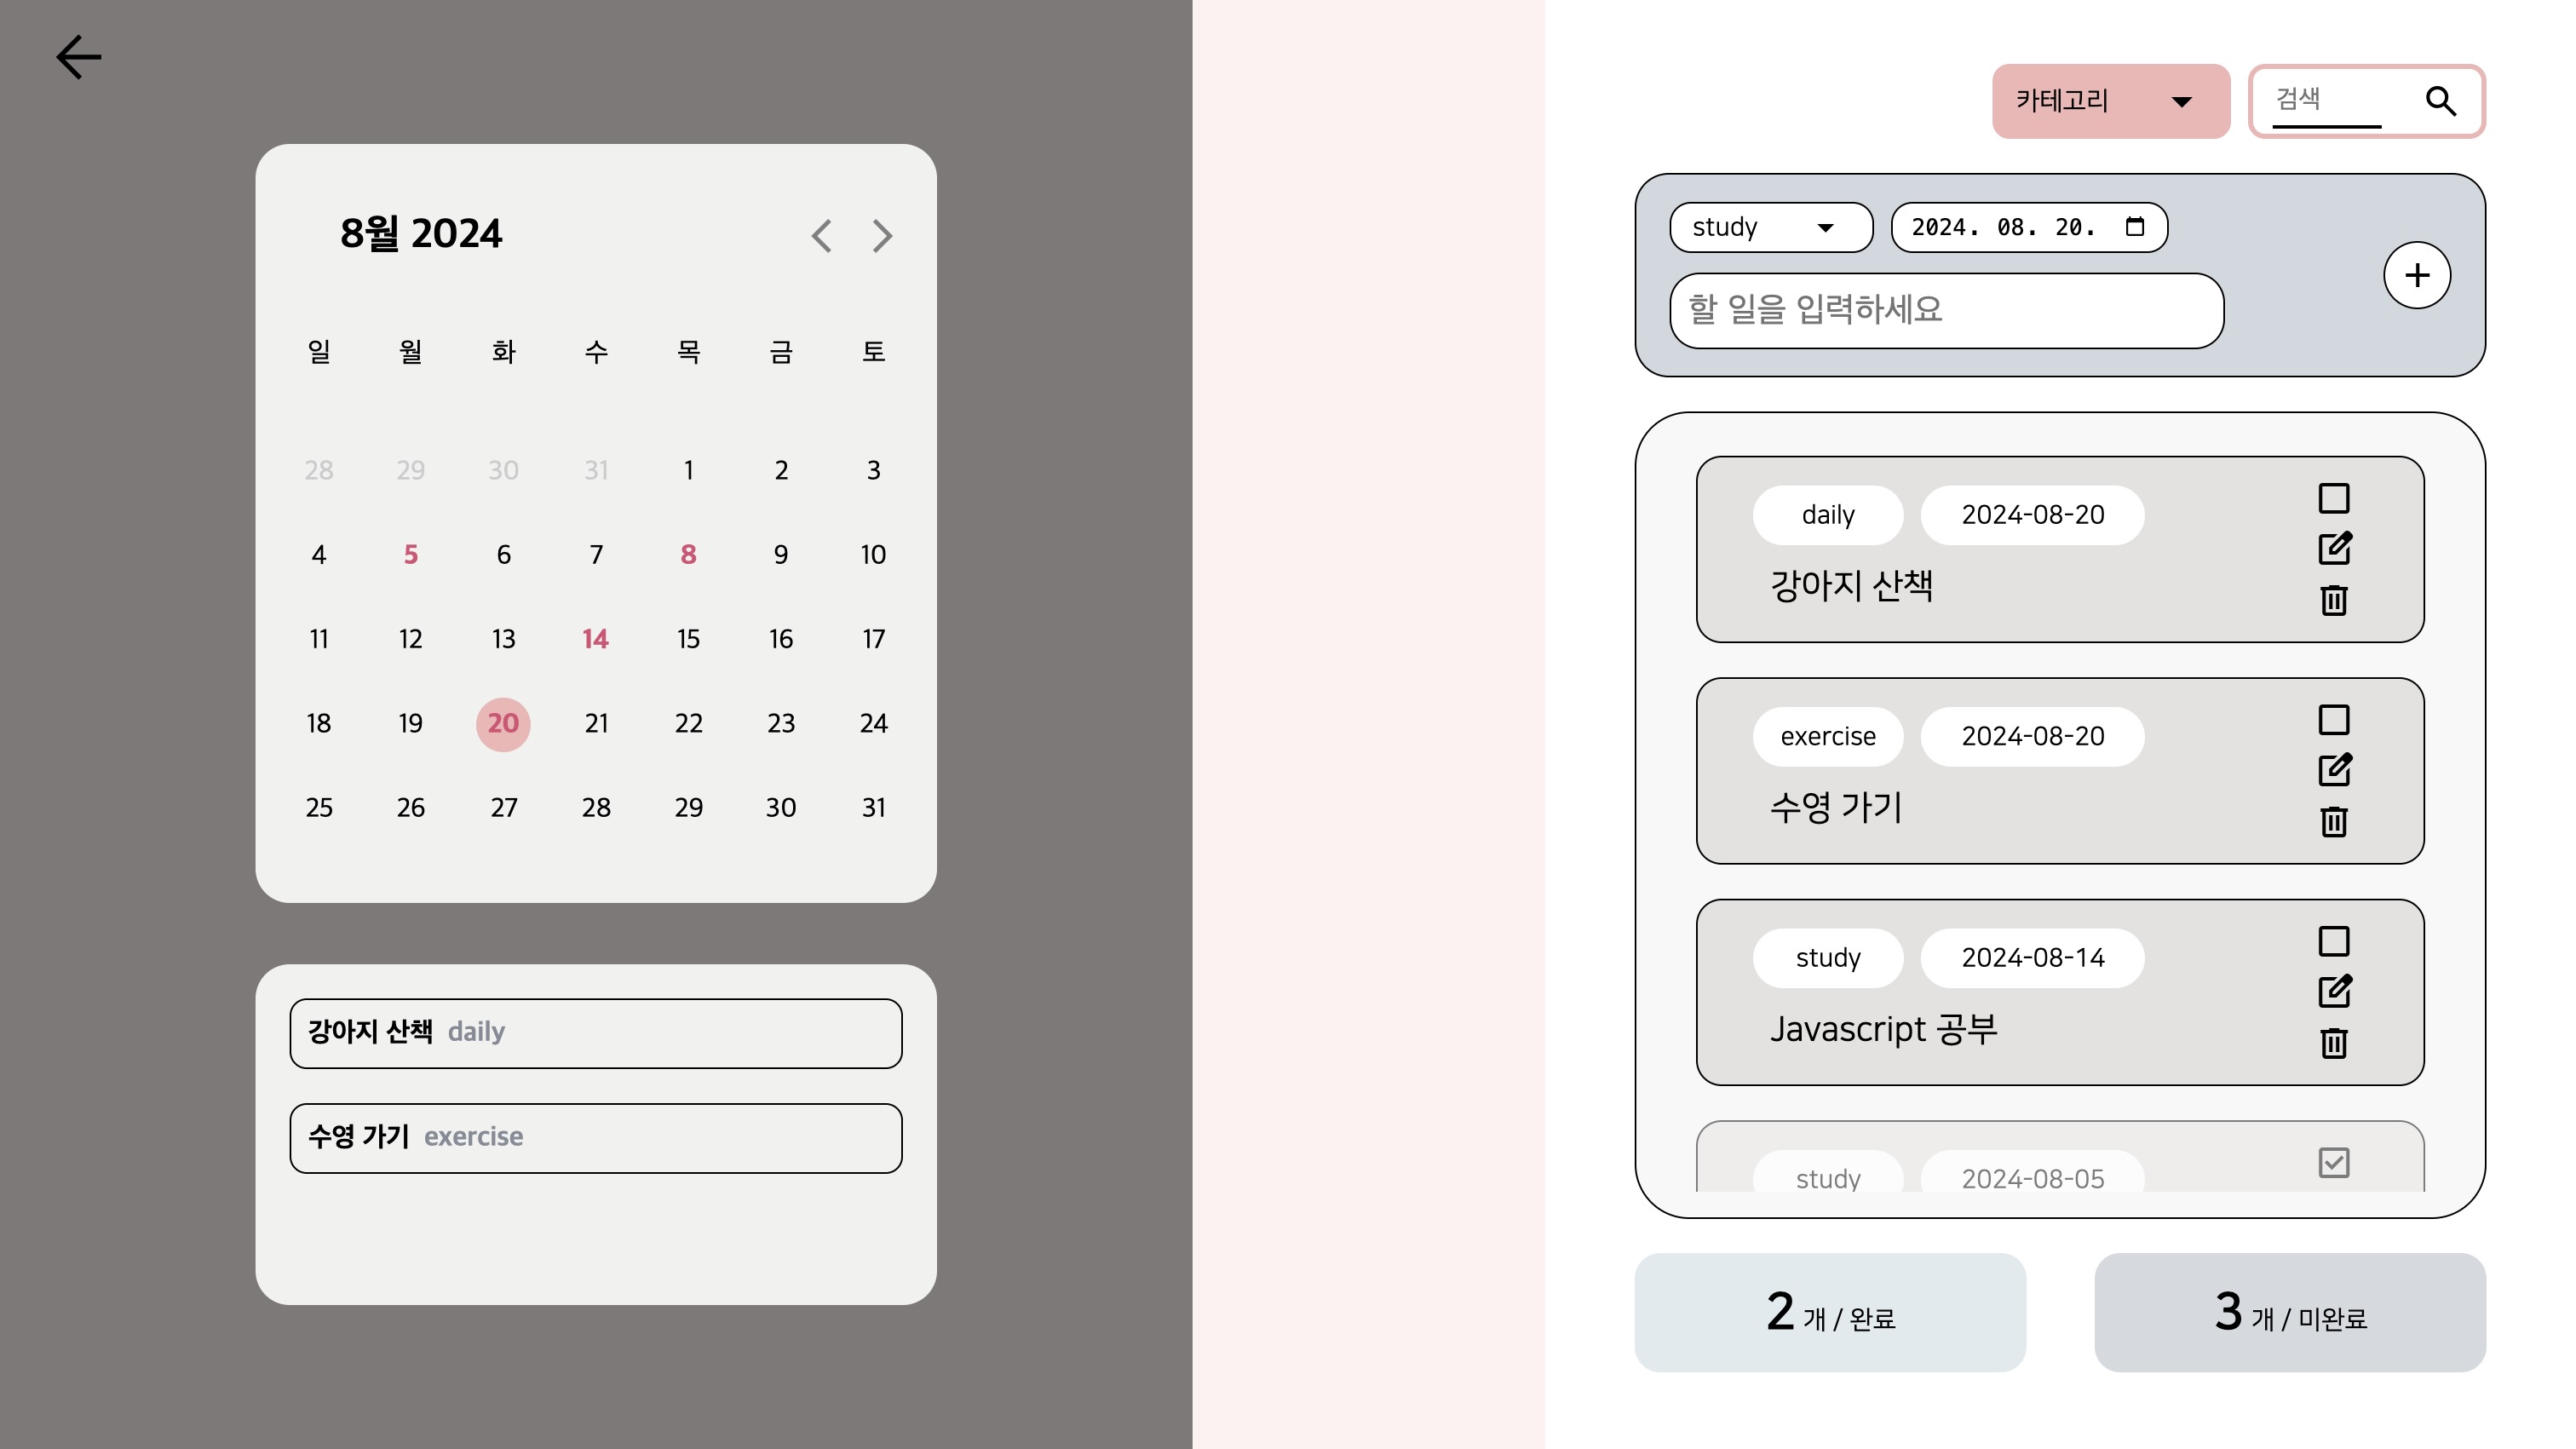 8월 2024
일 월 화 수 목 금 토
28 29 30 31 1 2 3
4 5 6 7 8 9 10
11 12 13 14 15 16 17
18 19 20 21 22 23 24
25 26 27 28 29 30 31
강아지 산책 daily
수영 가기 exercise
카테고리
검색
study
2024. 08. 20.
할 일을 입력하세요
daily 2024-08-20
강아지 산책
exercise 2024-08-20
수영 가기
study 2024-08-14
Javascript 공부
study 2024-08-05
2 개 / 완료
3 개 / 미완료